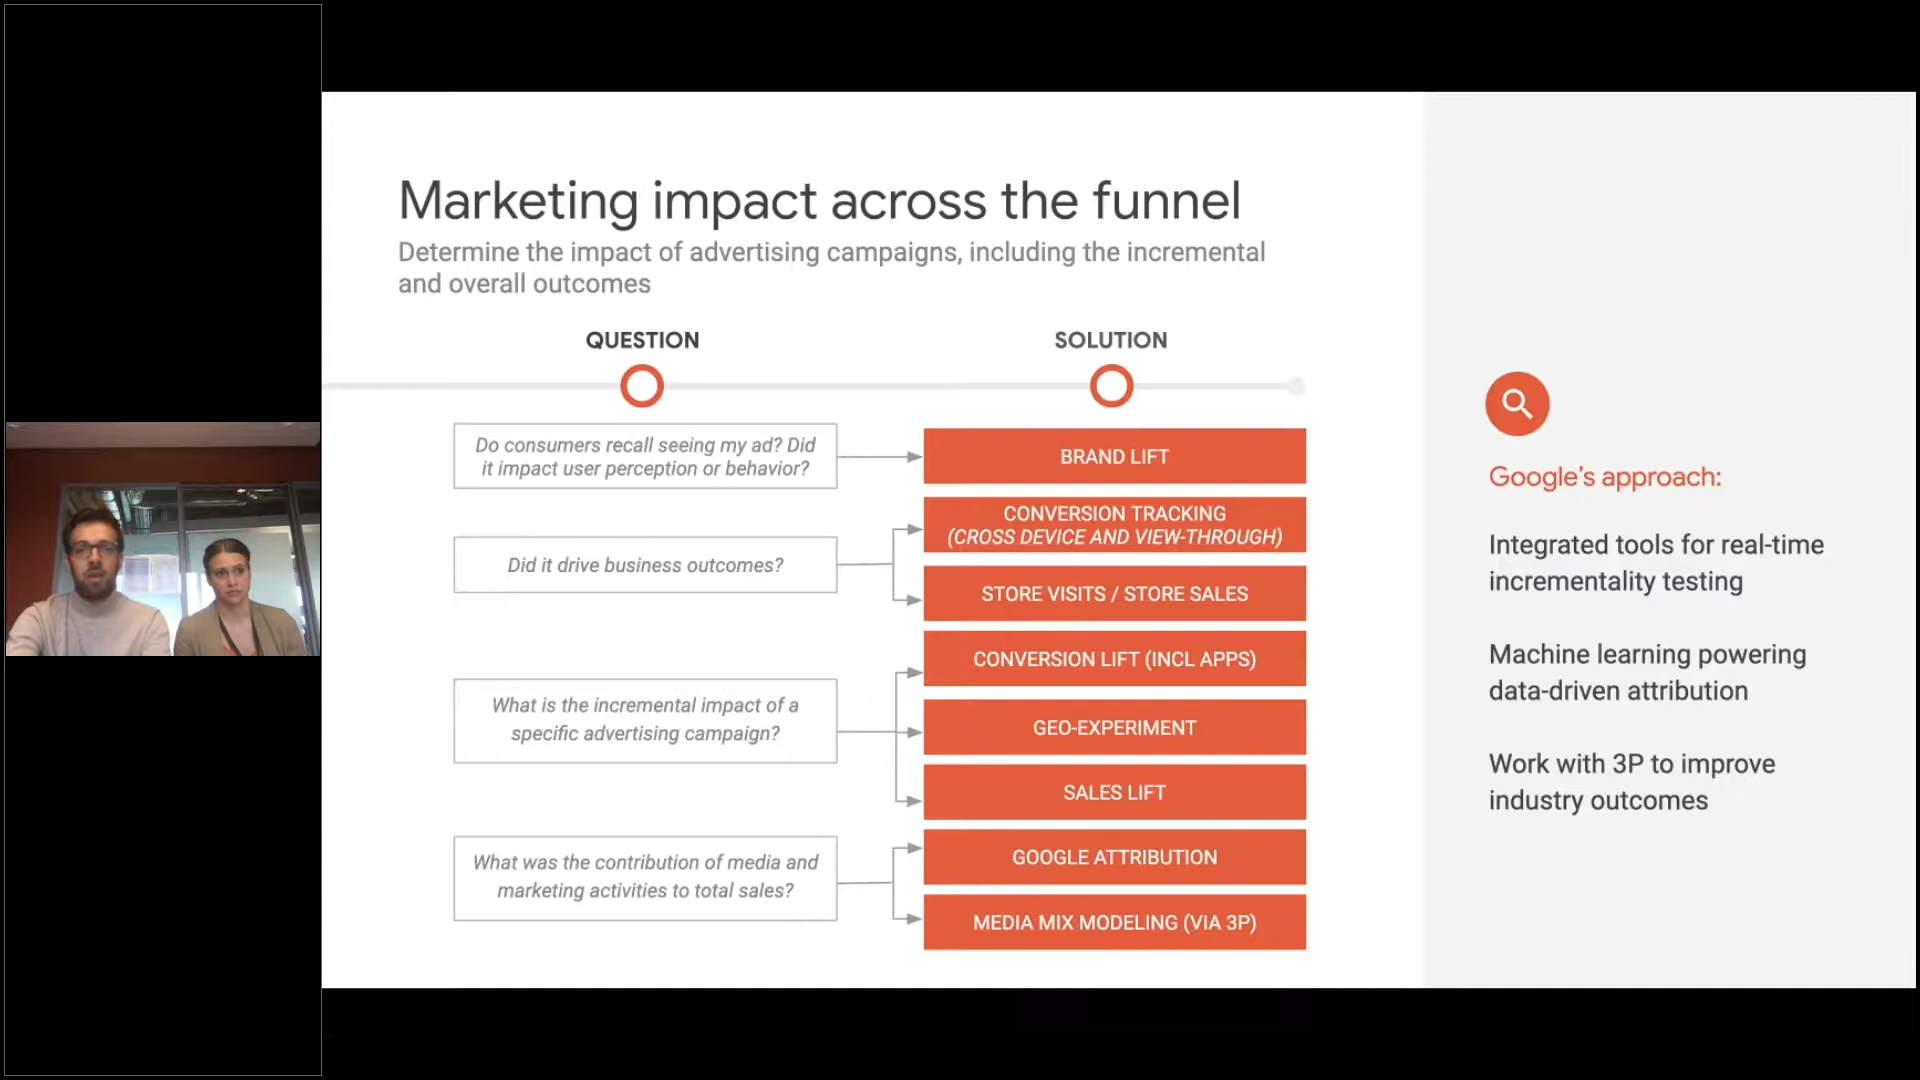 Marketing impact across the funnel
Determine the impact of advertising campaigns, including the incremental
and overall outcomes
QUESTION
SOLUTION
Do consumers recall seeing my ad? Did
it impact user perception or behavior?
BRAND LIFT
Did it drive business outcomes?
CONVERSION TRACKING
(CROSS DEVICE AND VIEW-THROUGH)
STORE VISITS / STORE SALES
What is the incremental impact of a
specific advertising campaign?
CONVERSION LIFT (INCL APPS)
GEO-EXPERIMENT
SALES LIFT
What was the contribution of media and
marketing activities to total sales?
GOOGLE ATTRIBUTION
MEDIA MIX MODELING (VIA 3P)
Google's approach:
Integrated tools for real-time
incrementality testing
Machine learning powering
data-driven attribution
Work with 3P to improve
industry outcomes